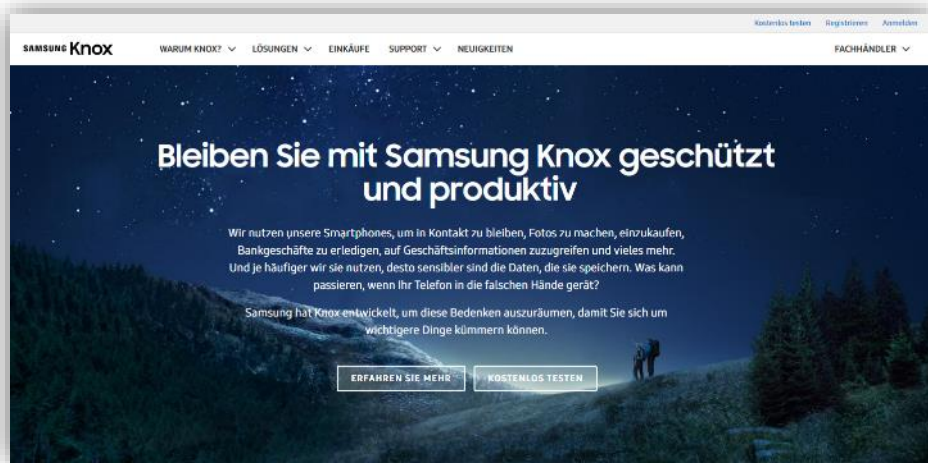 Kostenlos testen Registrieren Anmelden
SAMSUNG Knox WARUM KNOX? LÖSUNGEN EINKÄUFE SUPPORT NEUIGKEITEN FACHHÄNDLER
Bleiben Sie mit Samsung Knox geschützt
und produktiv
Wir nutzen unsere Smartphones, um in Kontakt zu bleiben, Fotos zu machen, einzukaufen,
Bankgeschäfte zu erledigen, auf Geschäftsinformationen zuzugreifen und vieles mehr.
Und je häufiger wir sie nutzen, desto sensibler sind die Daten, die sie speichern. Was kann
passieren, wenn Ihr Telefon in die falschen Hände gerät?
Samsung hat Knox entwickelt, um diese Bedenken auszuräumen, damit Sie sich um
wichtigere Dinge kümmern können.
ERFAHREN SIE MEHR KOSTENLOS TESTEN